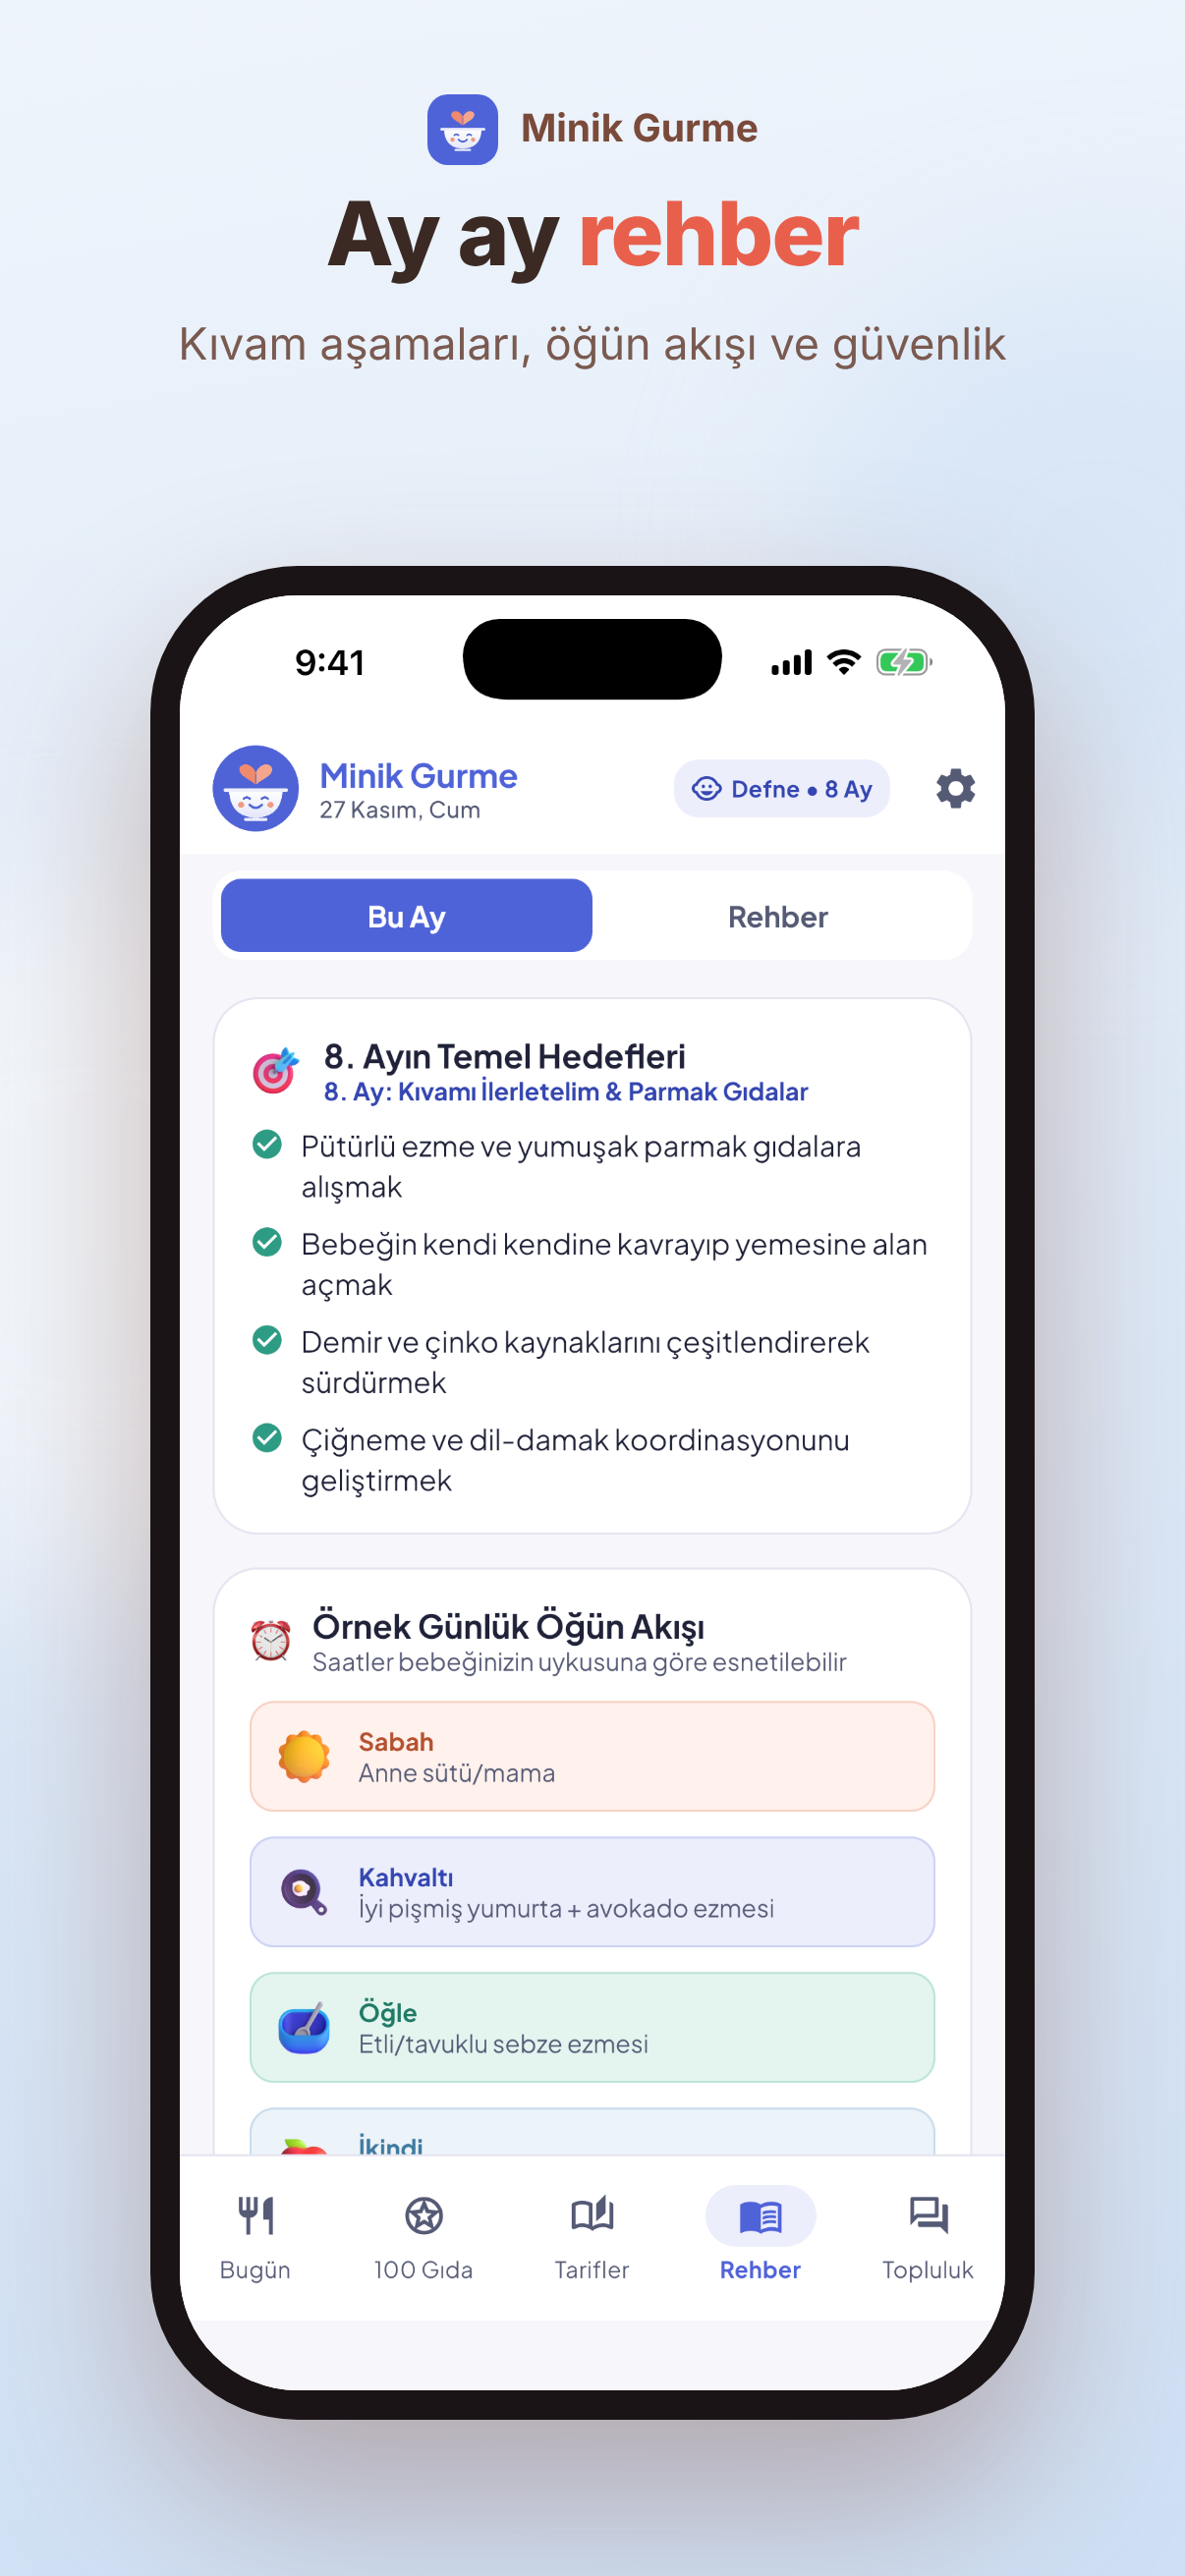 Minik Gurme
Ay ay rehber
Kıvam aşamaları, öğün akışı ve güvenlik
9:41
Minik Gurme
27 Kasım, Cum
Defne • 8 Ay
Bu Ay
Rehber
8. Ayın Temel Hedefleri
8. Ay: Kıvamı İlerletelim & Parmak Gıdalar
Pütürlü ezme ve yumuşak parmak gıdalara
alışmak
Bebeğin kendi kendine kavrayıp yemesine alan
açmak
Demir ve çinko kaynaklarını çeşitlendirerek
sürdürmek
Çiğneme ve dil-damak koordinasyonunu
geliştirmek
Örnek Günlük Öğün Akışı
Saatler bebeğinizin uykusuna göre esnetilebilir
Sabah
Anne sütü/mama
Kahvaltı
İyi pişmiş yumurta + avokado ezmesi
Öğle
Etli/tavuklu sebze ezmesi
İkindi
Bugün
100 Gıda
Tarifler
Rehber
Topluluk